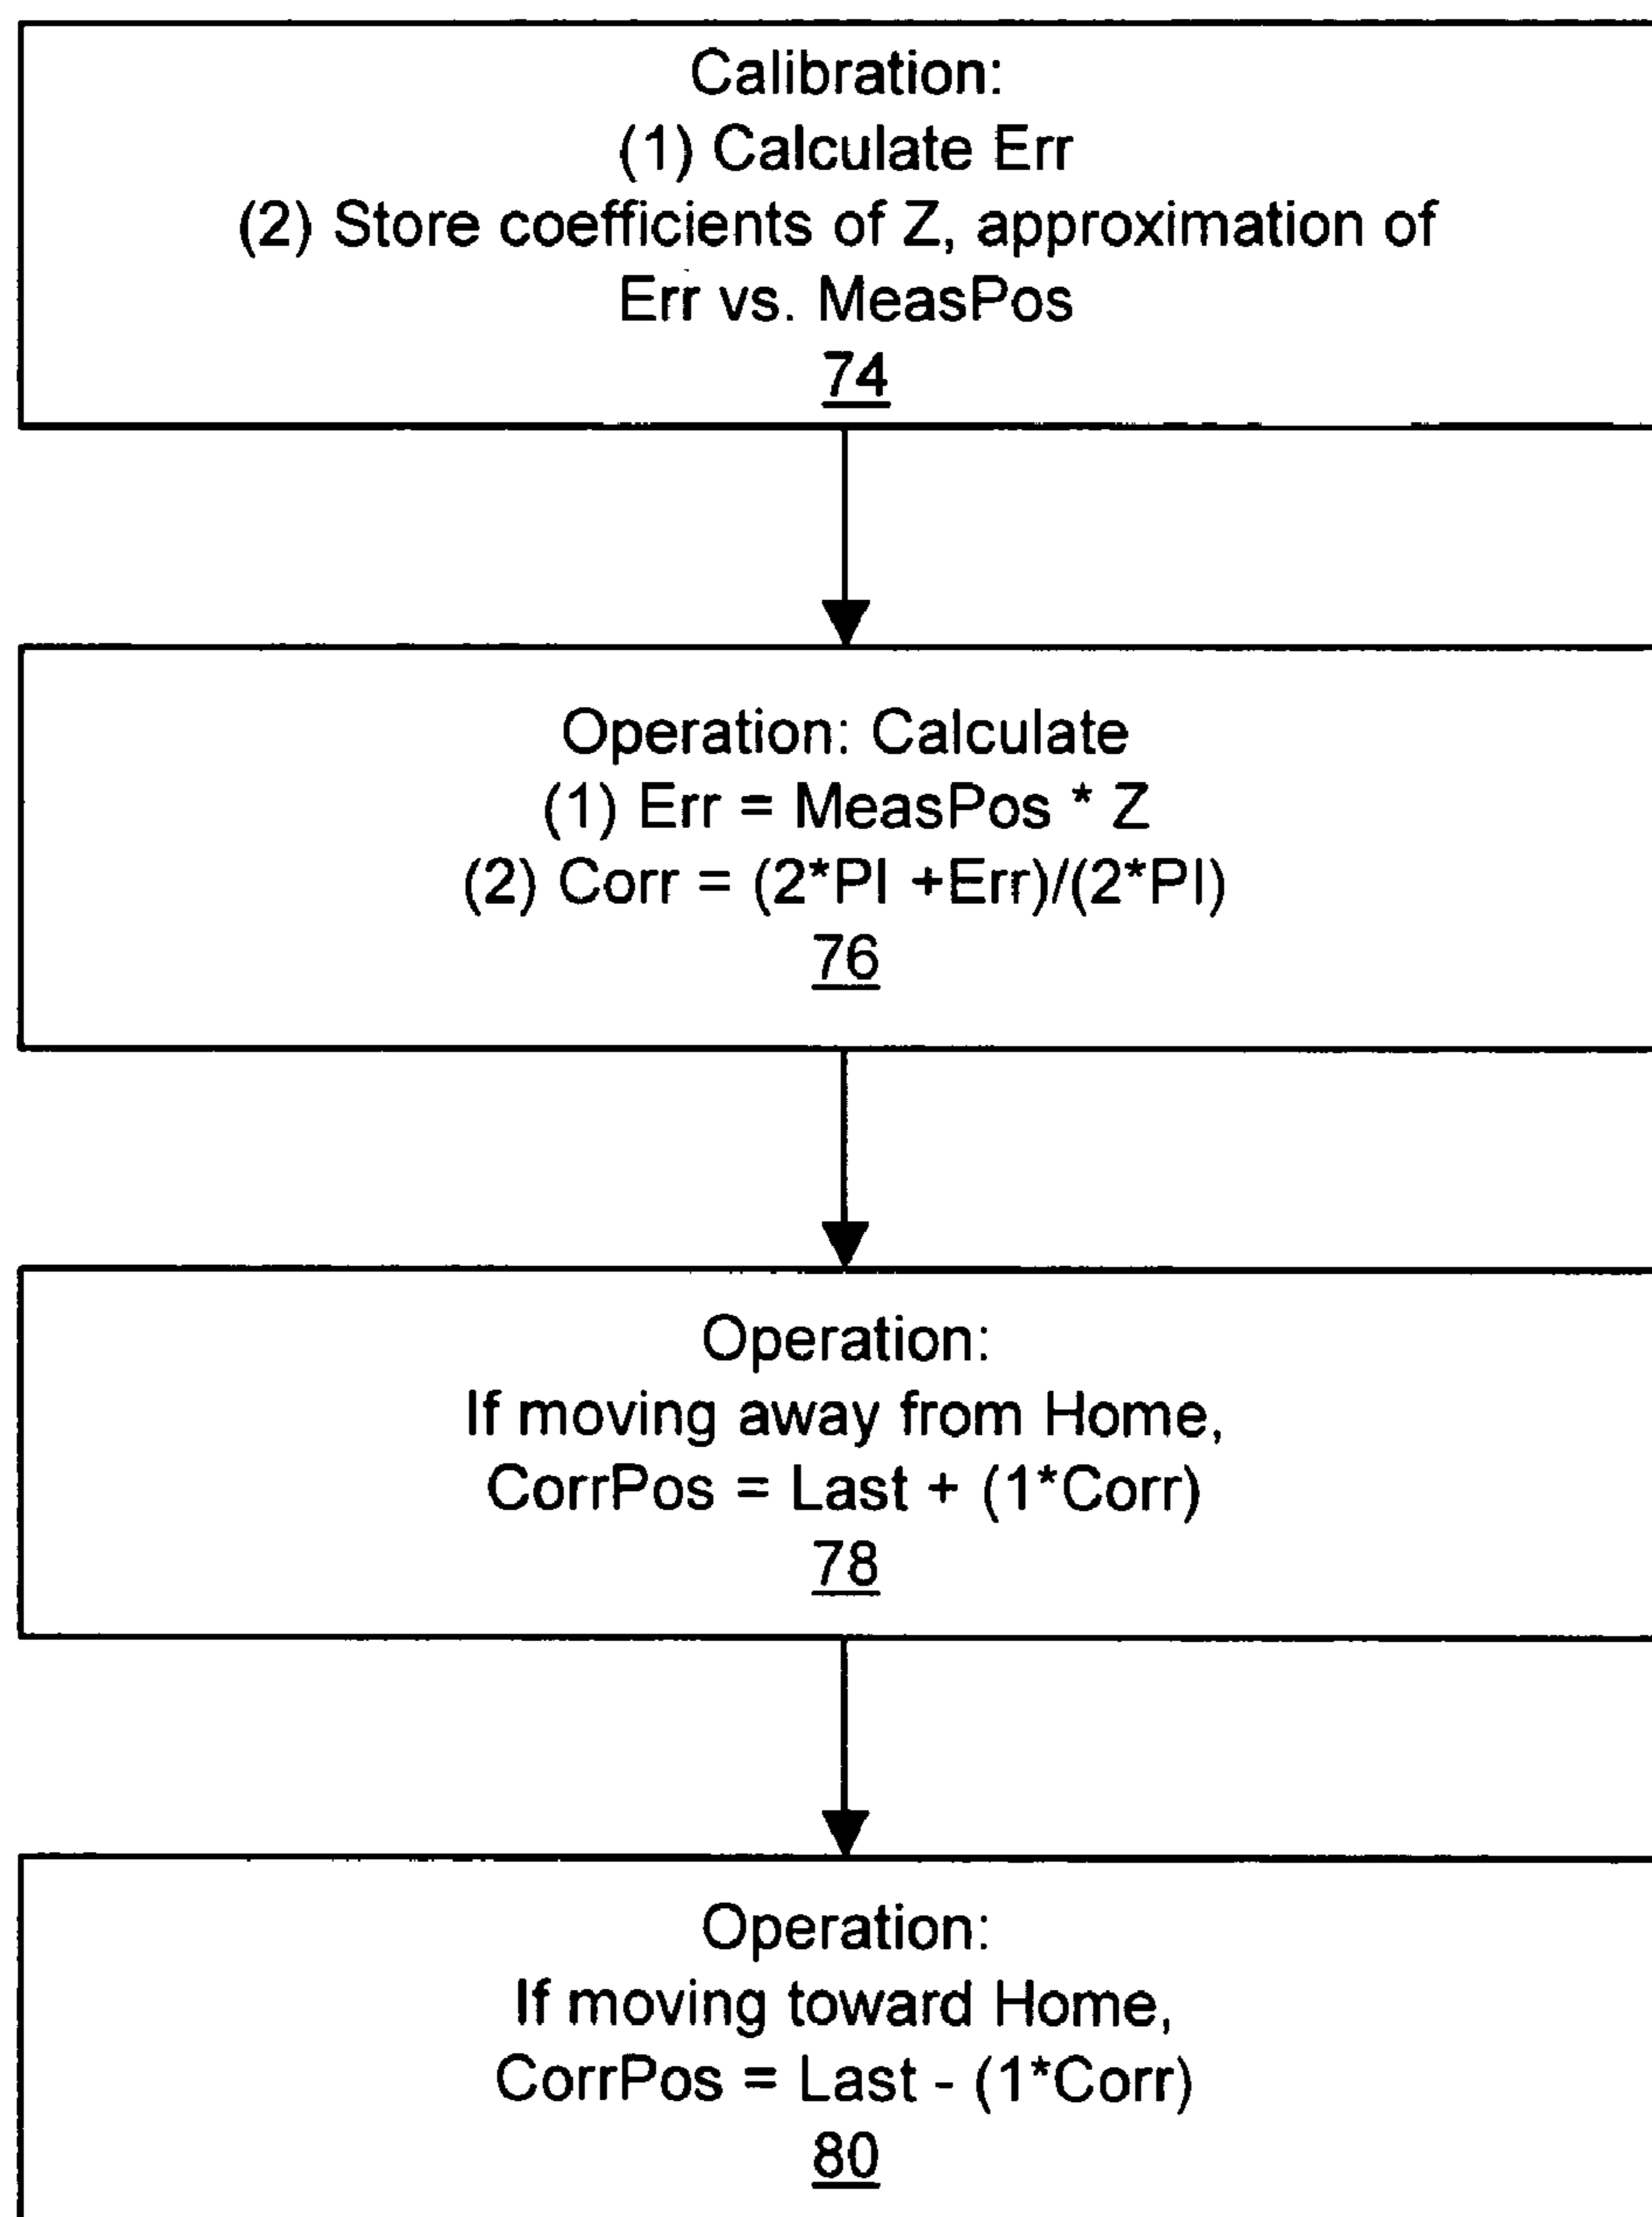 Calibration:
(1) Calculate Err
(2) Store coefficients of Z, approximation of
Err vs. MeasPos
74
Operation: Calculate
(1) Err = MeasPos * Z
(2) Corr = (2*PI +Err)/(2*PI)
76
Operation:
If moving away from Home,
CorrPos = Last + (1*Corr)
78
Operation:
If moving toward Home,
CorrPos = Last - (1*Corr)
80